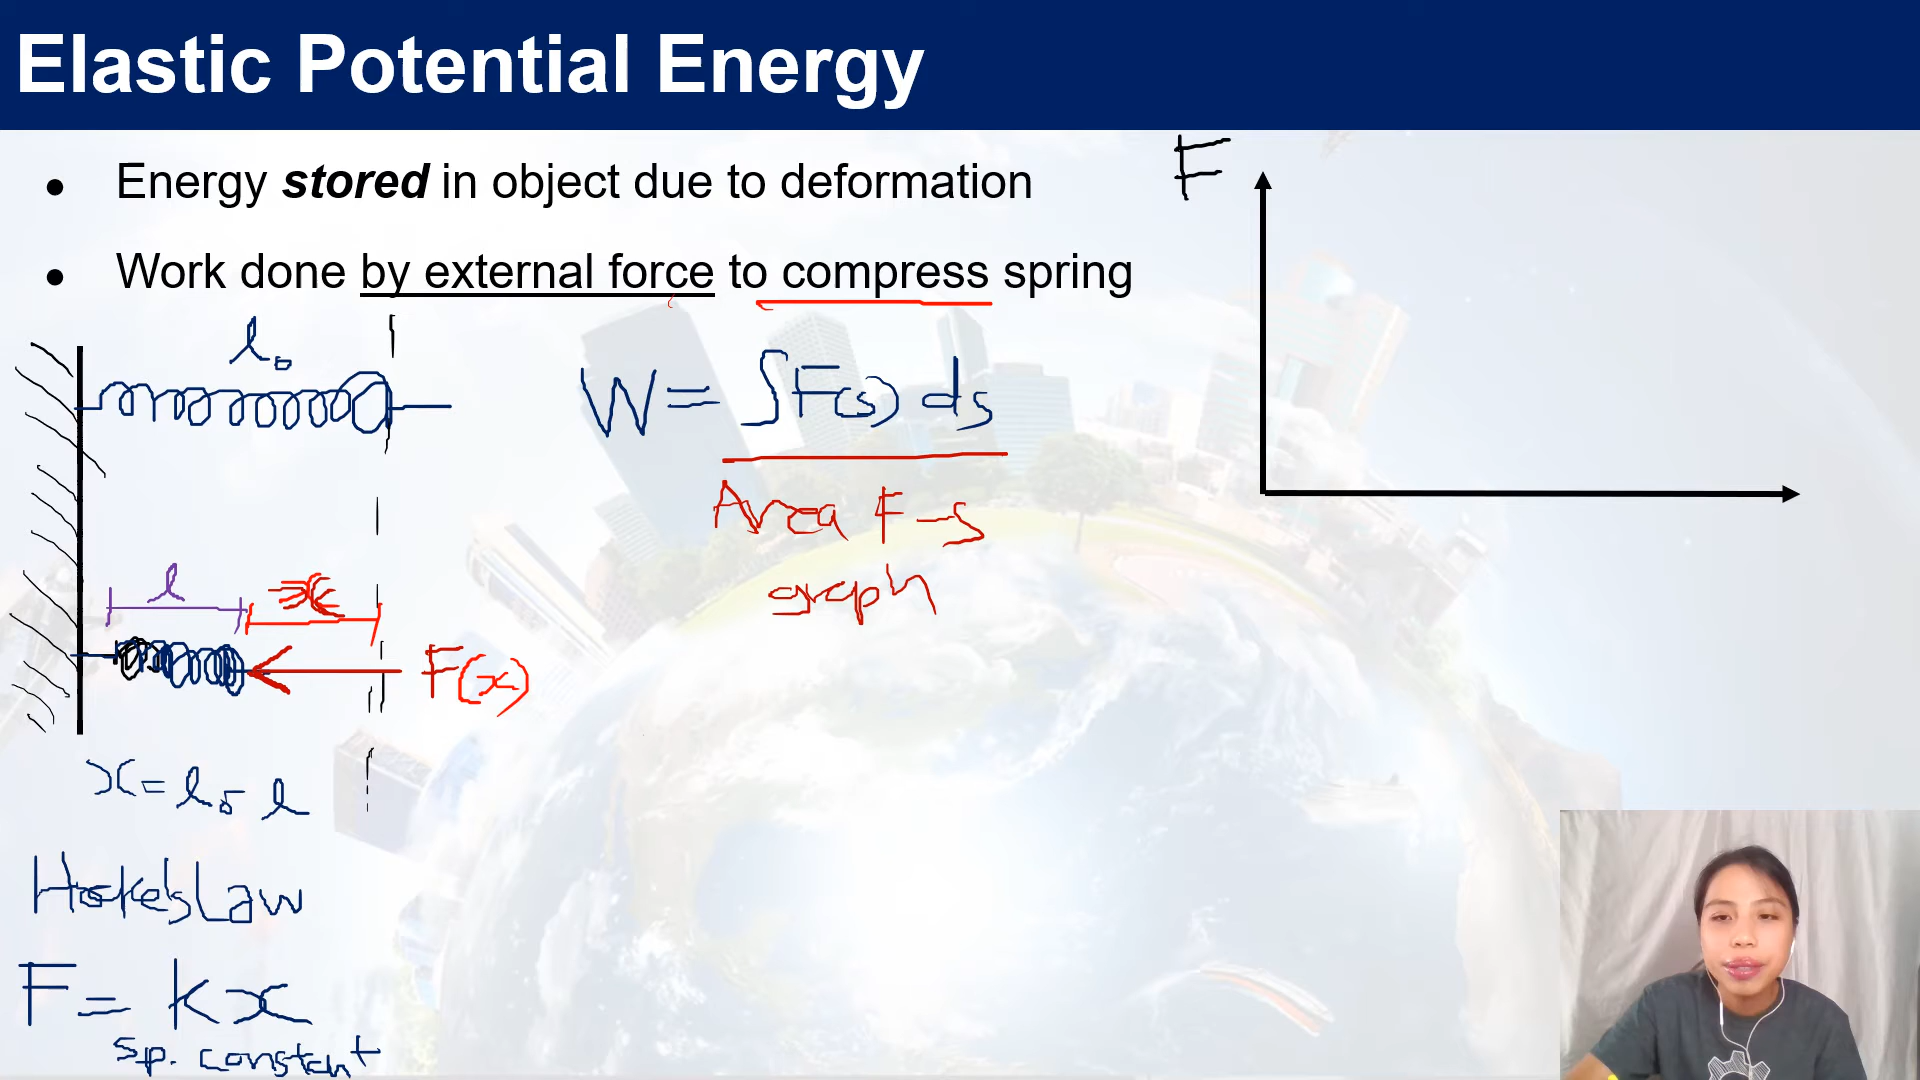 Elastic Potential Energy
• Energy stored in object due to deformation
• Work done by external force to compress spring
F
l₀
W = ∫F(s) ds
Area F-s
graph
l
x
F(x)
x = l₀ - l
Hoke's Law
F = kx
sp. constant